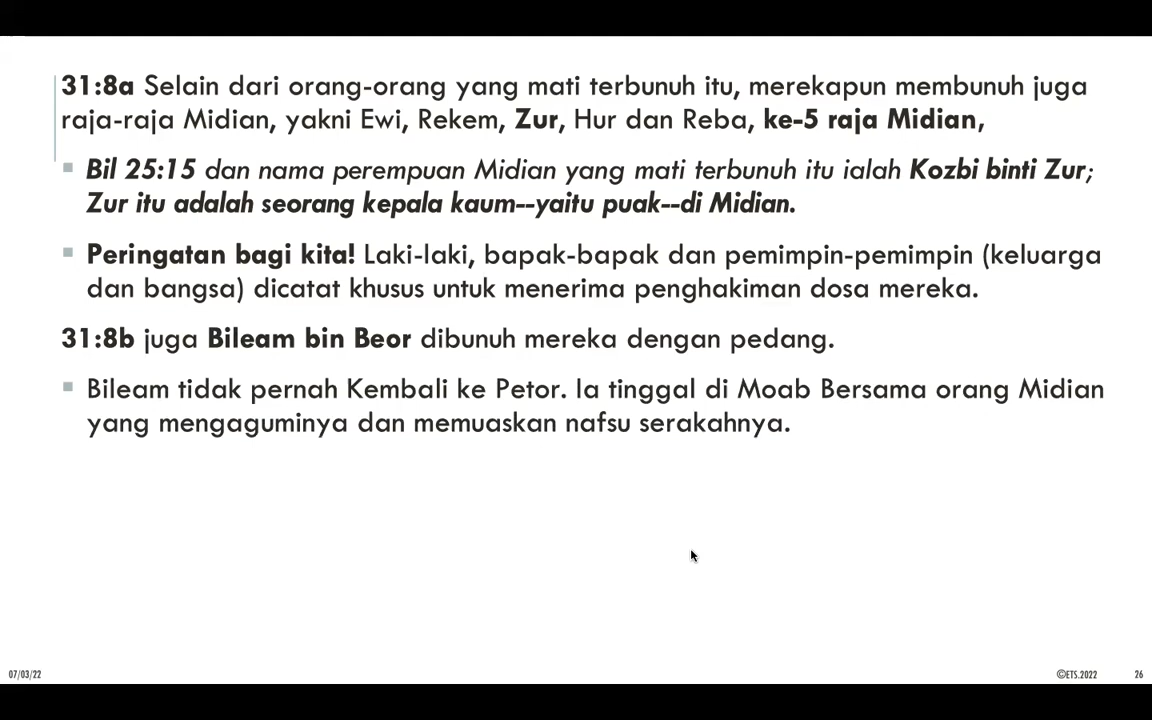 31:8a Selain dari orang-orang yang mati terbunuh itu, merekapun membunuh juga
raja-raja Midian, yakni Ewi, Rekem, Zur, Hur dan Reba, ke-5 raja Midian,
▪ Bil 25:15 dan nama perempuan Midian yang mati terbunuh itu ialah Kozbi binti Zur;
Zur itu adalah seorang kepala kaum--yaitu puak--di Midian.
▪ Peringatan bagi kita! Laki-laki, bapak-bapak dan pemimpin-pemimpin (keluarga
dan bangsa) dicatat khusus untuk menerima penghakiman dosa mereka.
31:8b juga Bileam bin Beor dibunuh mereka dengan pedang.
▪ Bileam tidak pernah Kembali ke Petor. Ia tinggal di Moab Bersama orang Midian
yang mengaguminya dan memuaskan nafsu serakahnya.
07/03/22 ©ETS.2022 26